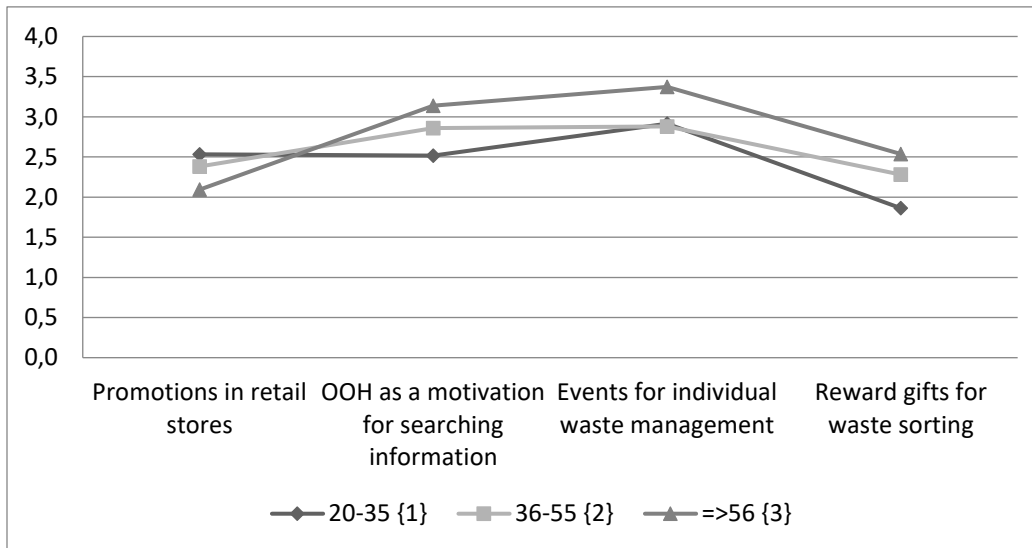 4,0
3,5
3,0
2,5
2,0
1,5
1,0
0,5
0,0
Promotions in retail
stores
OOH as a motivation
for searching
information
Events for individual
waste management
Reward gifts for
waste sorting
20-35 {1}
36-55 {2}
=>56 {3}